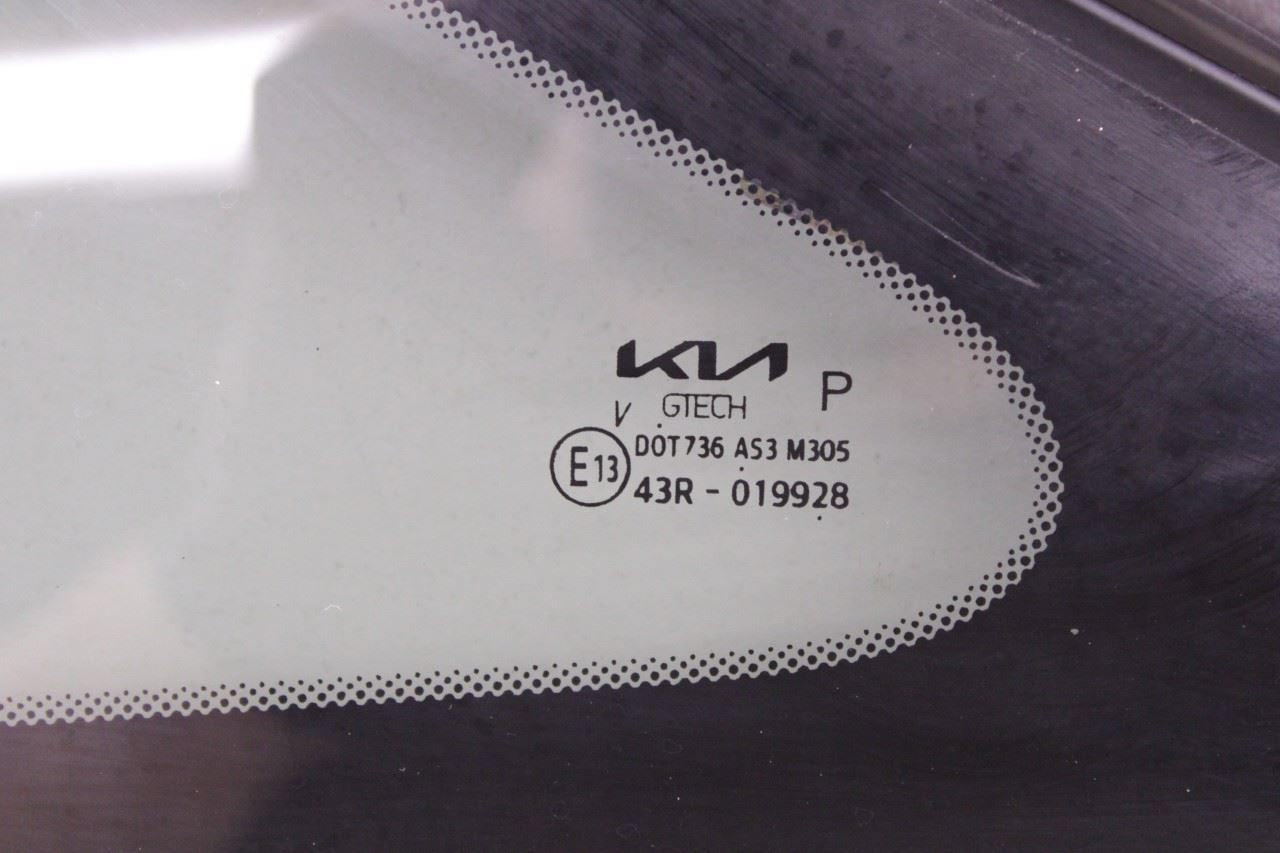 KIA
P
V GTECH
DOT736 AS3 M305
E13
43R - 019928